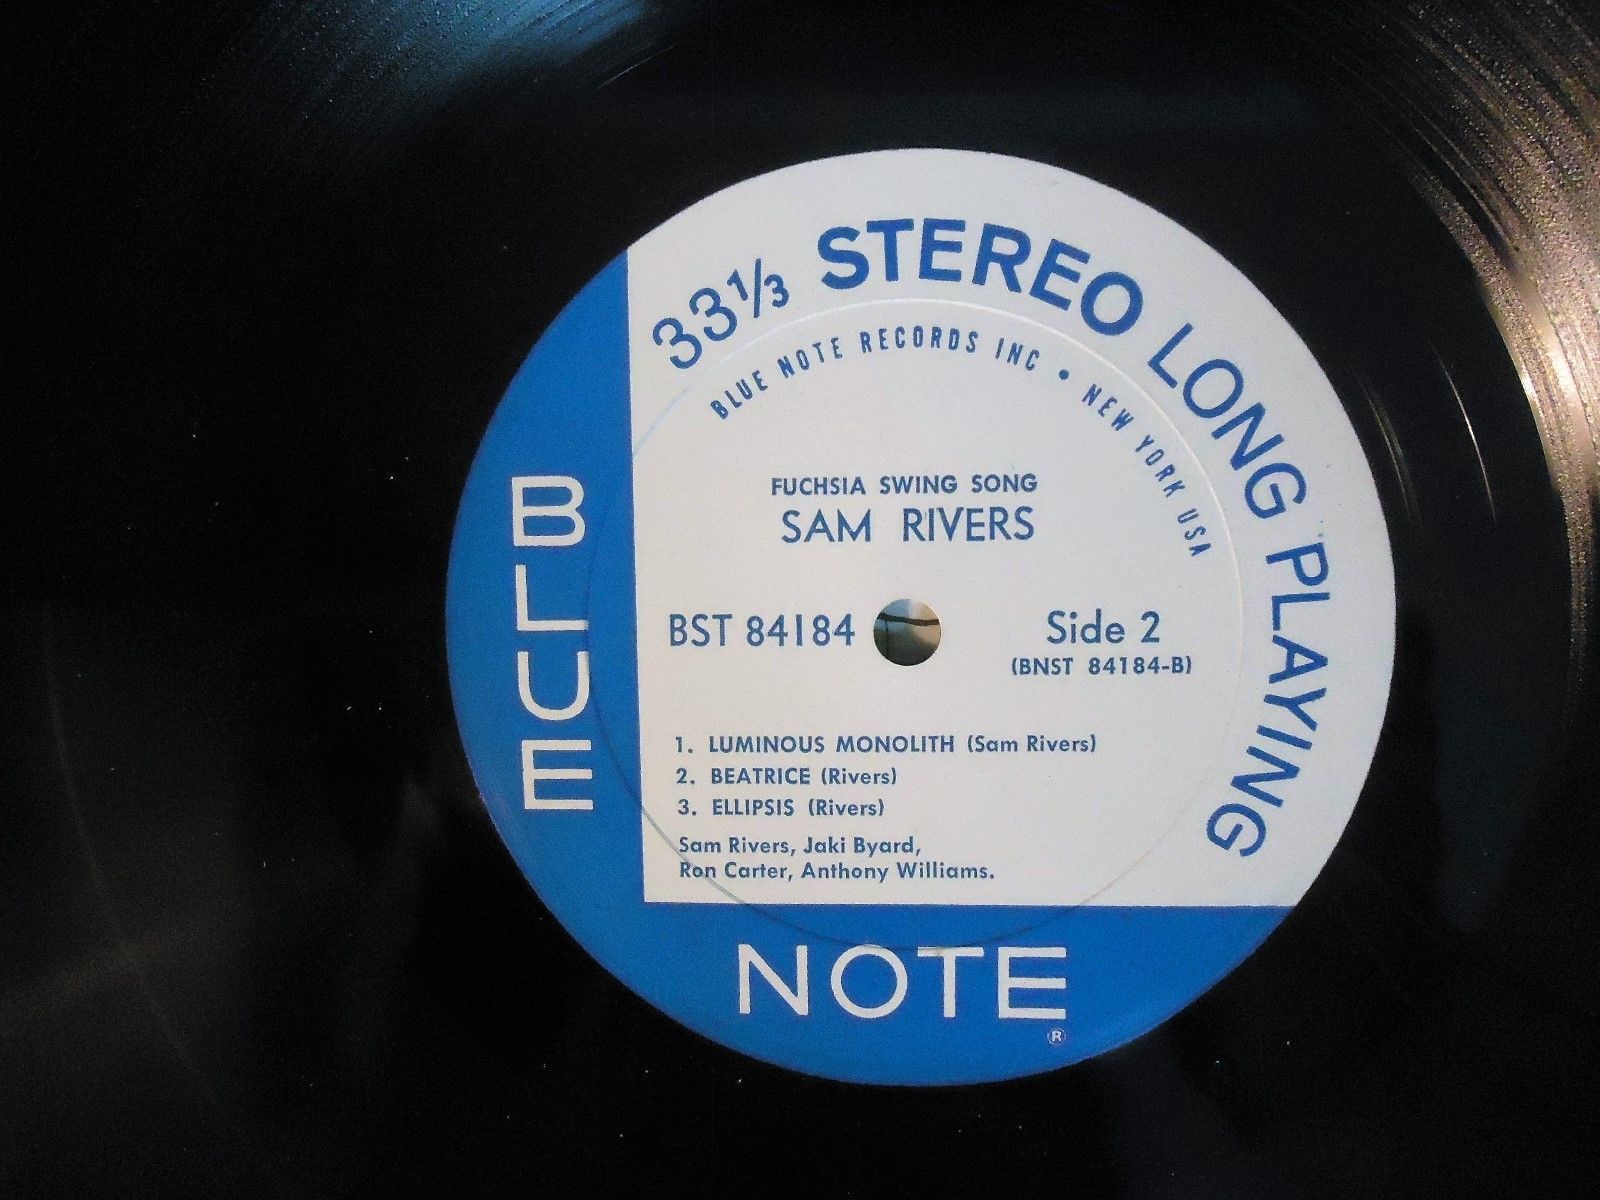 33⅓ STEREO LONG PLAYING
BLUE NOTE RECORDS INC • NEW YORK USA
FUCHSIA SWING SONG
SAM RIVERS
BST 84184
Side 2
(BNST 84184-B)
1. LUMINOUS MONOLITH (Sam Rivers)
2. BEATRICE (Rivers)
3. ELLIPSIS (Rivers)
Sam Rivers, Jaki Byard,
Ron Carter, Anthony Williams.
BLUE
NOTE
®